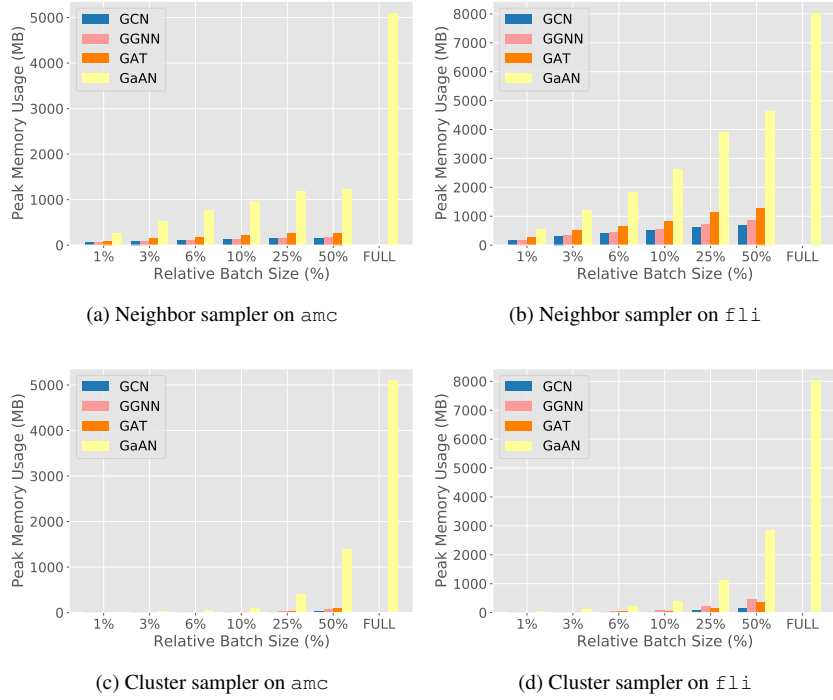 Peak Memory Usage (MB)
5000
4000
3000
2000
1000
0
GCN
GGNN
GAT
GaAN
1% 3% 6% 10% 25% 50% FULL
Relative Batch Size (%)
(a) Neighbor sampler on amc
Peak Memory Usage (MB)
8000
7000
6000
5000
4000
3000
2000
1000
0
GCN
GGNN
GAT
GaAN
1% 3% 6% 10% 25% 50% FULL
Relative Batch Size (%)
(b) Neighbor sampler on fli
Peak Memory Usage (MB)
5000
4000
3000
2000
1000
0
GCN
GGNN
GAT
GaAN
1% 3% 6% 10% 25% 50% FULL
Relative Batch Size (%)
(c) Cluster sampler on amc
Peak Memory Usage (MB)
8000
7000
6000
5000
4000
3000
2000
1000
0
GCN
GGNN
GAT
GaAN
1% 3% 6% 10% 25% 50% FULL
Relative Batch Size (%)
(d) Cluster sampler on fli